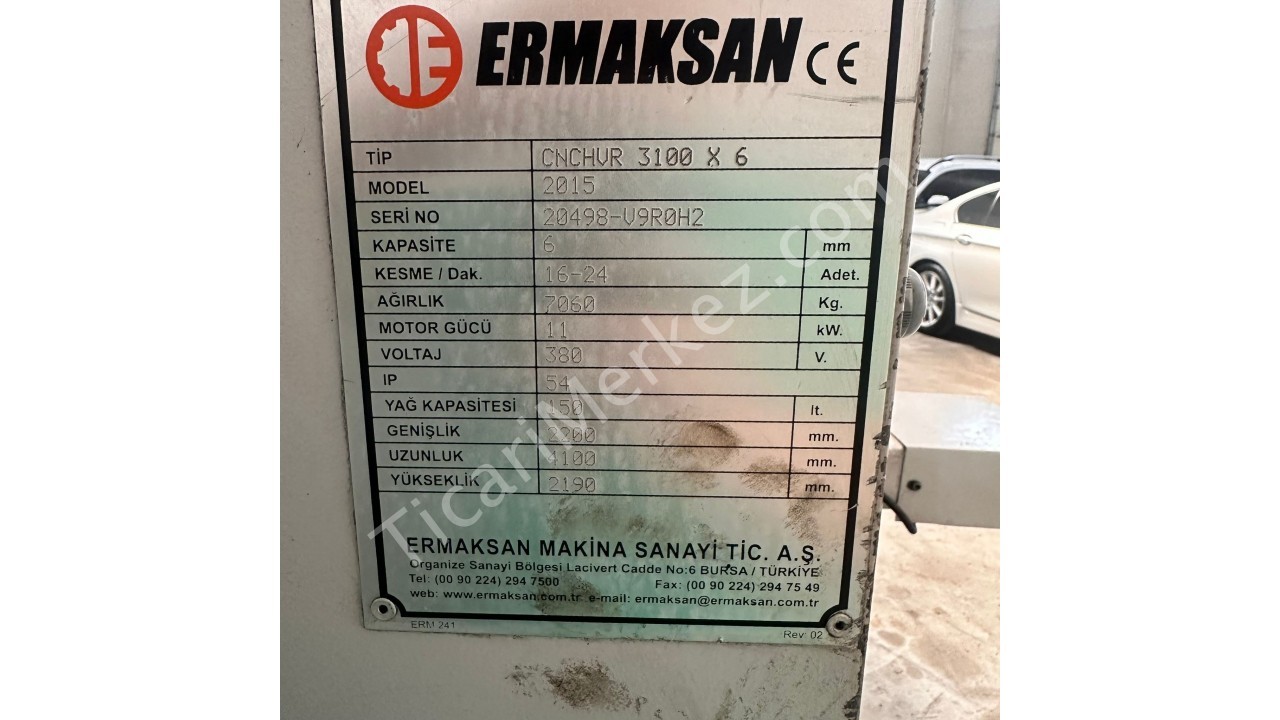 ERMAKSAN CE
TİP CNCHVR 3100 X 6
MODEL 2015
SERİ NO 20498-V9R0H2
KAPASİTE 6 mm
KESME / Dak. 16-24 Adet.
AĞIRLIK 7060 Kg.
MOTOR GÜCÜ 11 kW.
VOLTAJ 380 V.
IP 54
YAĞ KAPASİTESİ 150 lt.
GENİŞLİK 2200 mm.
UZUNLUK 4100 mm.
YÜKSEKLİK 2190 mm.
ERMAKSAN MAKİNA SANAYİ TİC. A.Ş.
Organize Sanayi Bölgesi Lacivert Cadde No:6 BURSA / TÜRKİYE
Tel: (00 90 224) 294 7500 Fax: (00 90 224) 294 75 49
web: www.ermaksan.com.tr e-mail: ermaksan@ermaksan.com.tr
ERM 241 Rev: 02
TicariMerkez.com